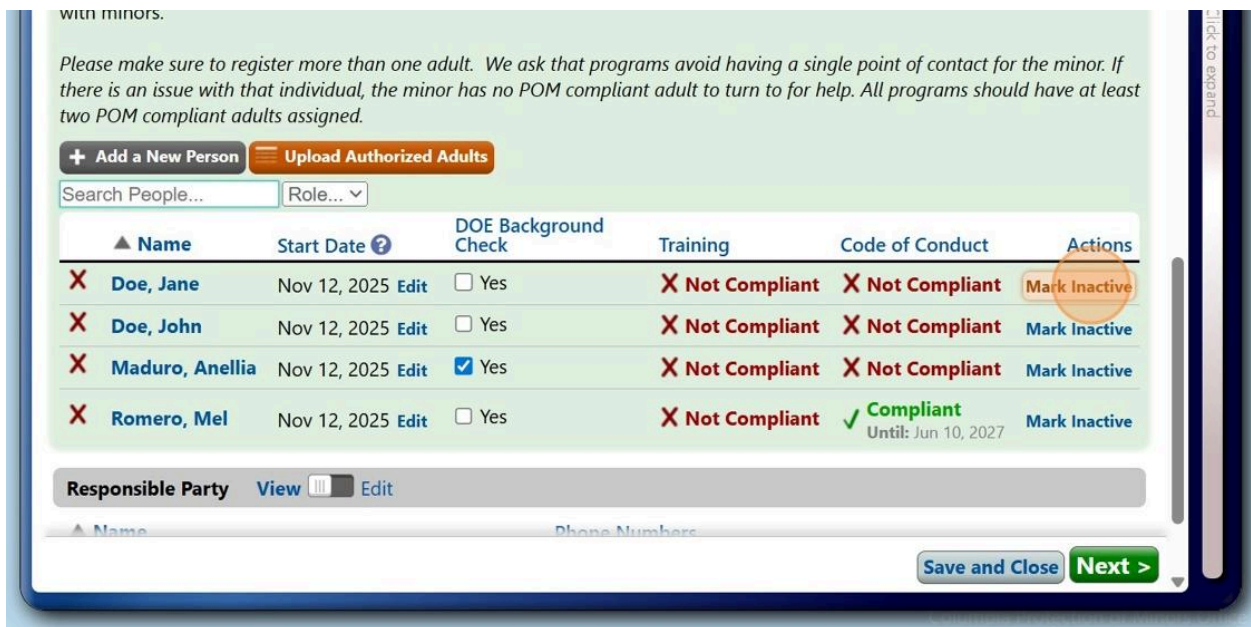 with minors.
Please make sure to register more than one adult. We ask that programs avoid having a single point of contact for the minor. If
there is an issue with that individual, the minor has no POM compliant adult to turn to for help. All programs should have at least
two POM compliant adults assigned.
+ Add a New Person Upload Authorized Adults
Search People... Role...
▲ Name Start Date ? DOE Background Check Training Code of Conduct Actions
X Doe, Jane Nov 12, 2025 Edit Yes X Not Compliant X Not Compliant Mark Inactive
X Doe, John Nov 12, 2025 Edit Yes X Not Compliant X Not Compliant Mark Inactive
X Maduro, Anellia Nov 12, 2025 Edit Yes X Not Compliant X Not Compliant Mark Inactive
X Romero, Mel Nov 12, 2025 Edit Yes X Not Compliant ✓ Compliant Until: Jun 10, 2027 Mark Inactive
Responsible Party View Edit
▲ Name Phone Numbers
Save and Close Next >
Click to expand